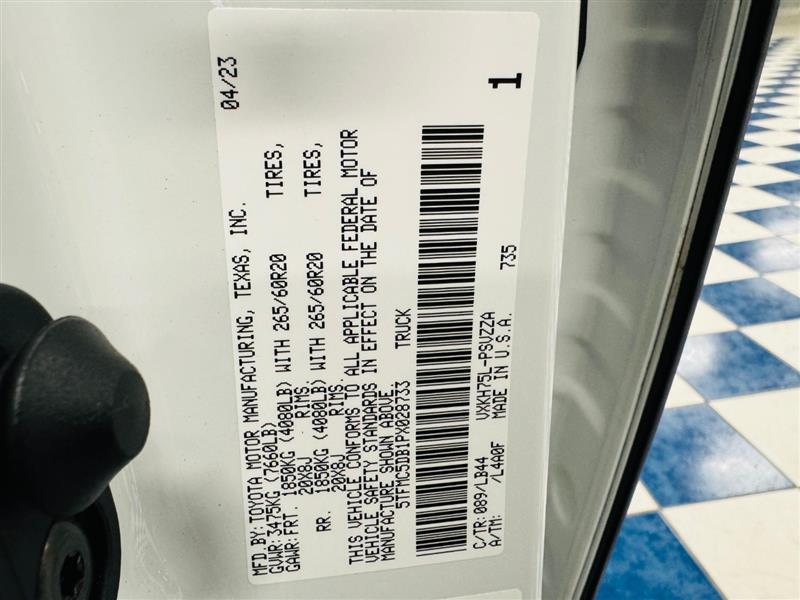 MFD.BY:TOYOTA MOTOR MANUFACTURING, TEXAS, INC. 04/23
GVWR:3475KG (7660LB)
GAWR:FRT. 1850KG (4080LB) WITH 265/60R20 TIRES,
20X8J RIMS.
RR. 1850KG (4080LB) WITH 265/60R20 TIRES,
20X8J RIMS.
THIS VEHICLE CONFORMS TO ALL APPLICABLE FEDERAL MOTOR
VEHICLE SAFETY STANDARDS IN EFFECT ON THE DATE OF
MANUFACTURE SHOWN ABOVE.
5TFMC5DB1PX028733 TRUCK
C/TR:089/LB44 VXKH75L-PSVZZA 735 1
A/TM: /L4A0F MADE IN U.S.A.